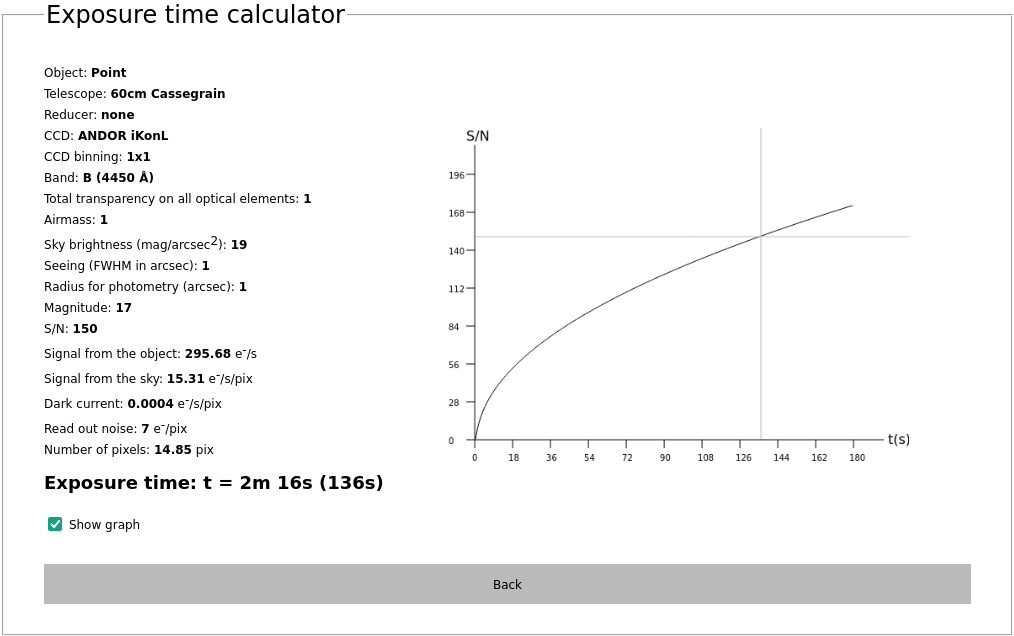 Exposure time calculator
Object: Point
Telescope: 60cm Cassegrain
Reducer: none
CCD: ANDOR iKonL
CCD binning: 1x1
Band: B (4450 Å)
Total transparency on all optical elements: 1
Airmass: 1
Sky brightness (mag/arcsec²): 19
Seeing (FWHM in arcsec): 1
Radius for photometry (arcsec): 1
Magnitude: 17
S/N: 150
Signal from the object: 295.68 e⁻/s
Signal from the sky: 15.31 e⁻/s/pix
Dark current: 0.0004 e⁻/s/pix
Read out noise: 7 e⁻/pix
Number of pixels: 14.85 pix
S/N
196
168
140
112
84
56
28
0
t(s)
0 18 36 54 72 90 108 126 144 162 180
Exposure time: t = 2m 16s (136s)
Show graph
Back